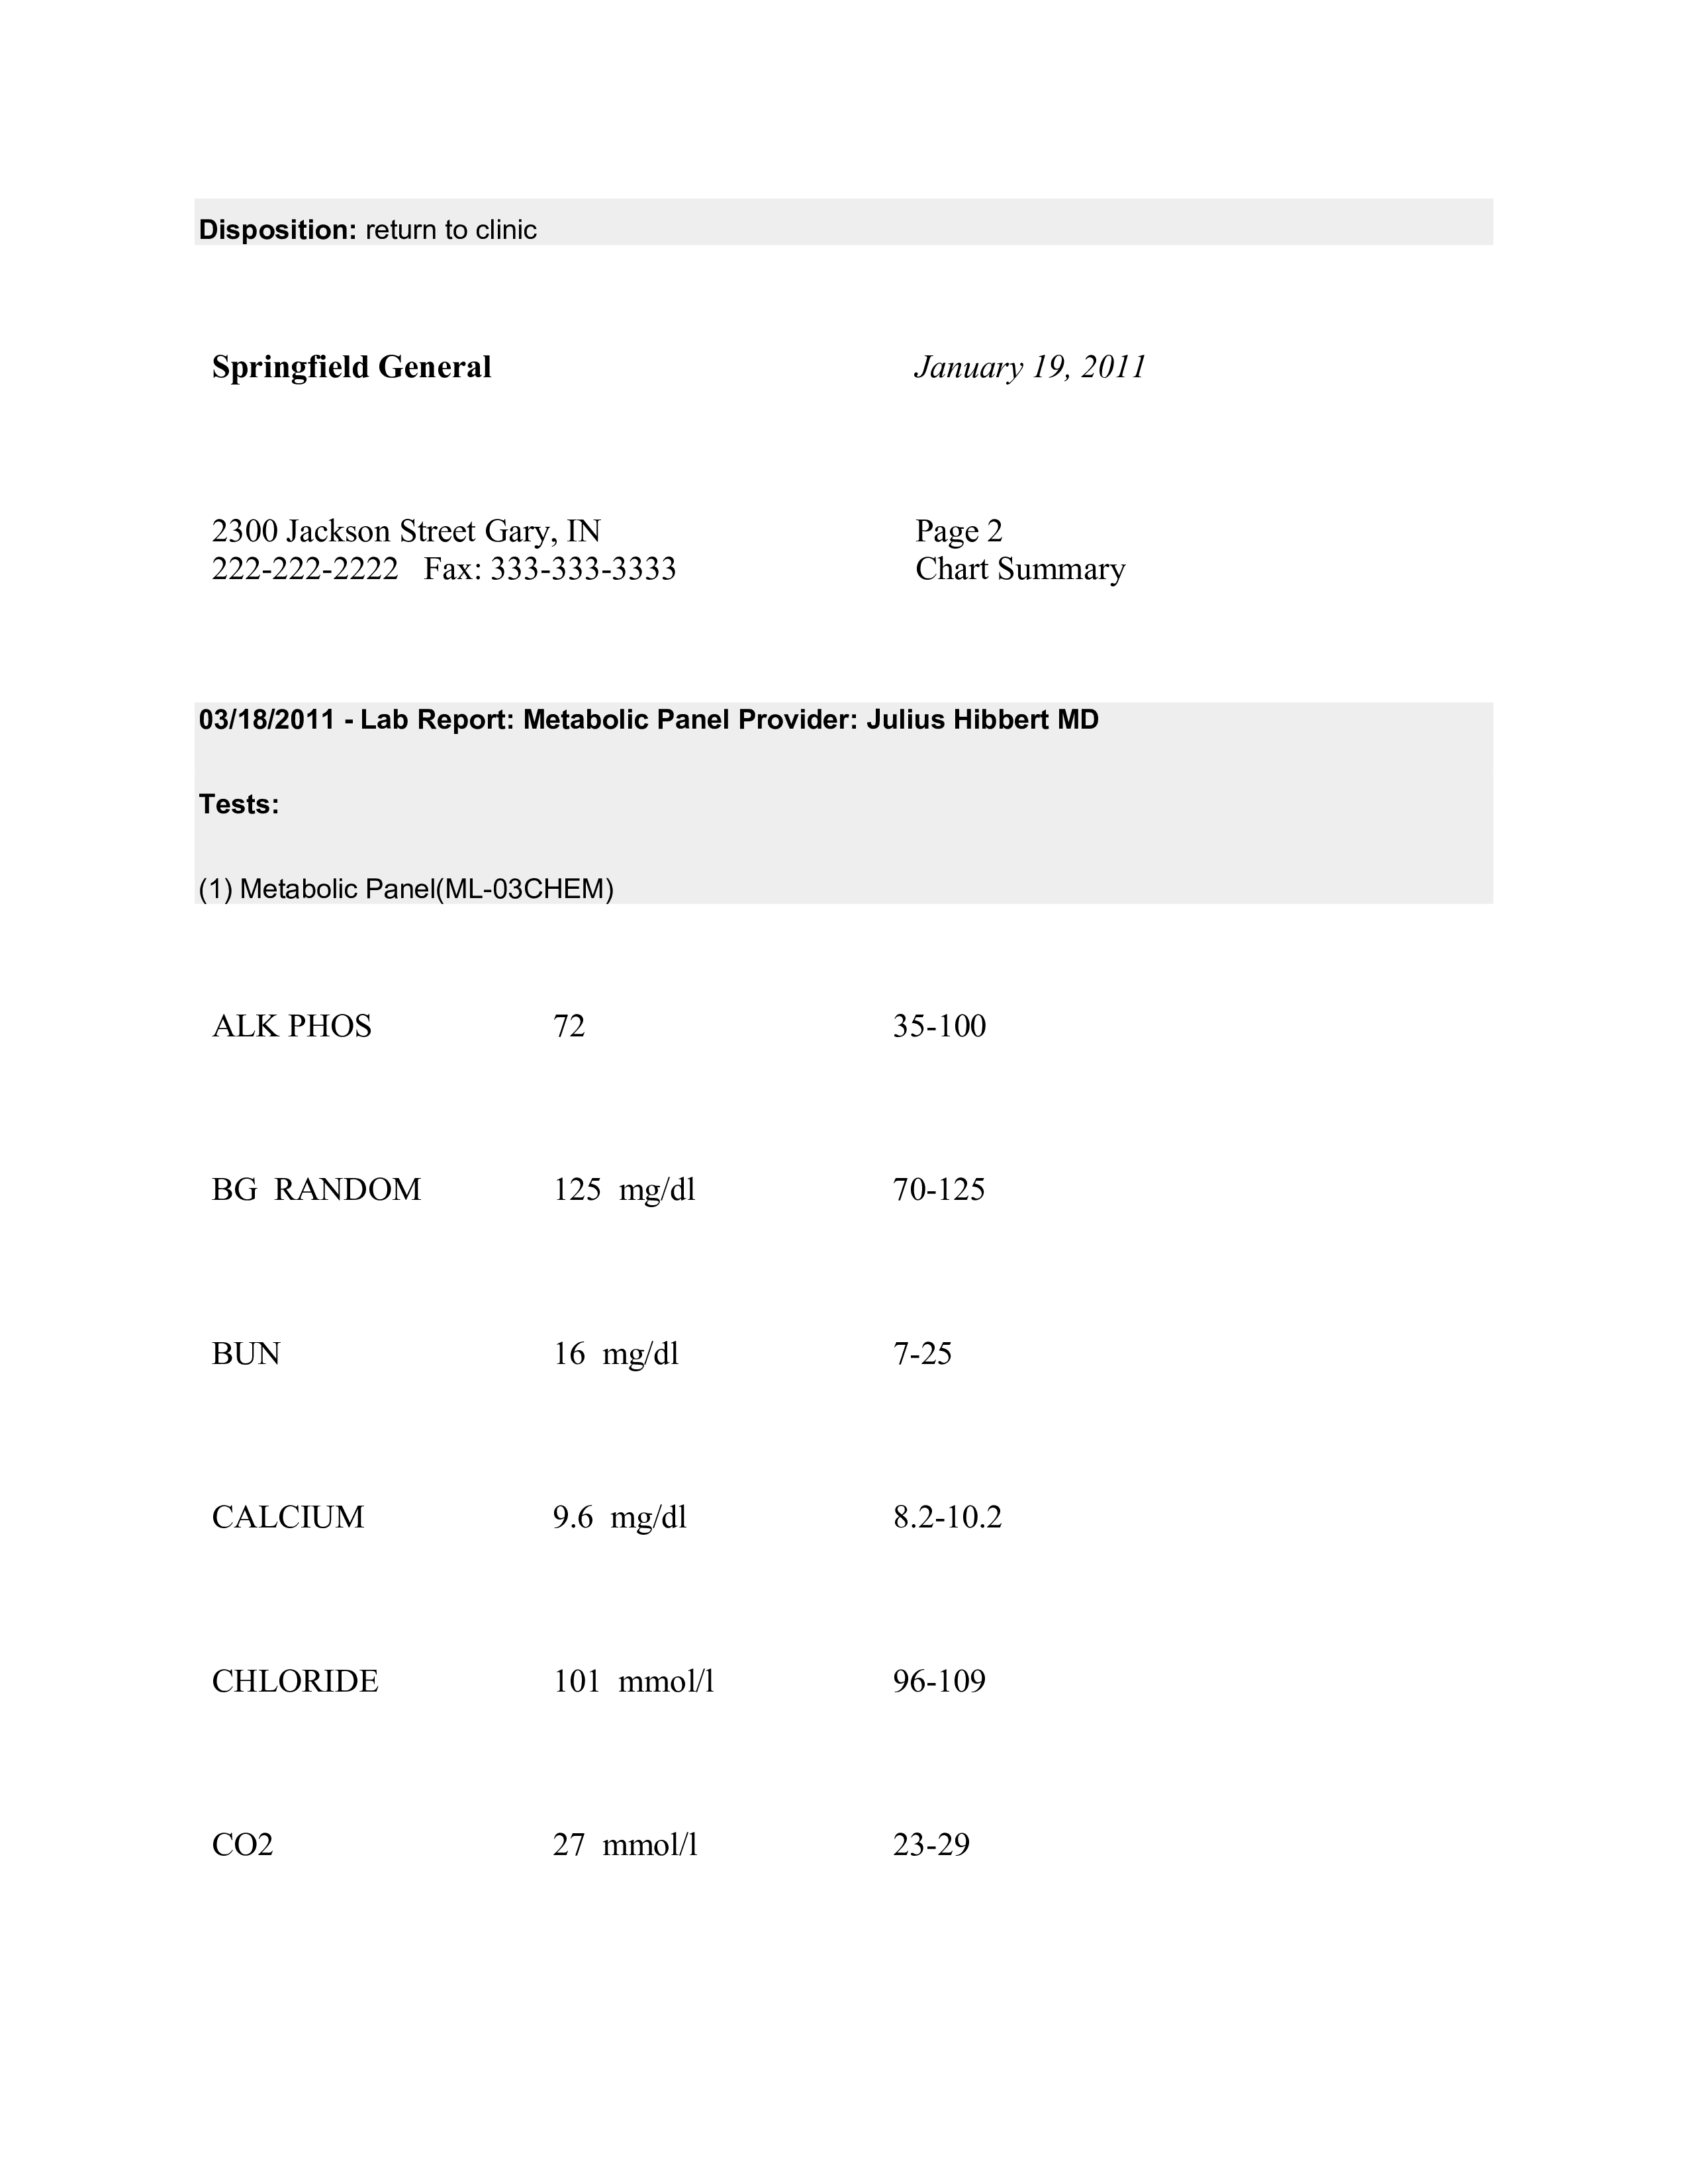 Disposition: return to clinic
Springfield General January 19, 2011
2300 Jackson Street Gary, IN Page 2
222-222-2222 Fax: 333-333-3333 Chart Summary
03/18/2011 - Lab Report: Metabolic Panel Provider: Julius Hibbert MD
Tests:
(1) Metabolic Panel(ML-03CHEM)
ALK PHOS 72 35-100
BG RANDOM 125 mg/dl 70-125
BUN 16 mg/dl 7-25
CALCIUM 9.6 mg/dl 8.2-10.2
CHLORIDE 101 mmol/l 96-109
CO2 27 mmol/l 23-29